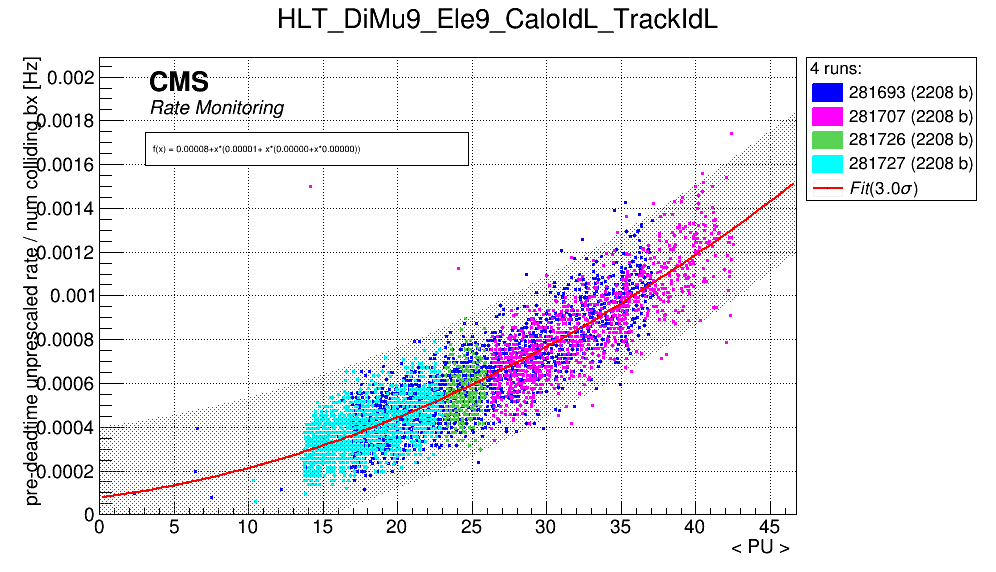 HLT_DiMu9_Ele9_CaloIdL_TrackIdL
pre-deadtime unprescaled rate / num colliding bx [Hz]
0.002
0.0018
0.0016
0.0014
0.0012
0.001
0.0008
0.0006
0.0004
0.0002
0
CMS
Rate Monitoring
f(x) = 0.00008+x*(0.00001+ x*(0.00000+x*0.00000))
0 5 10 15 20 25 30 35 40 45
< PU >
4 runs:
281693 (2208 b)
281707 (2208 b)
281726 (2208 b)
281727 (2208 b)
Fit(3.0σ)